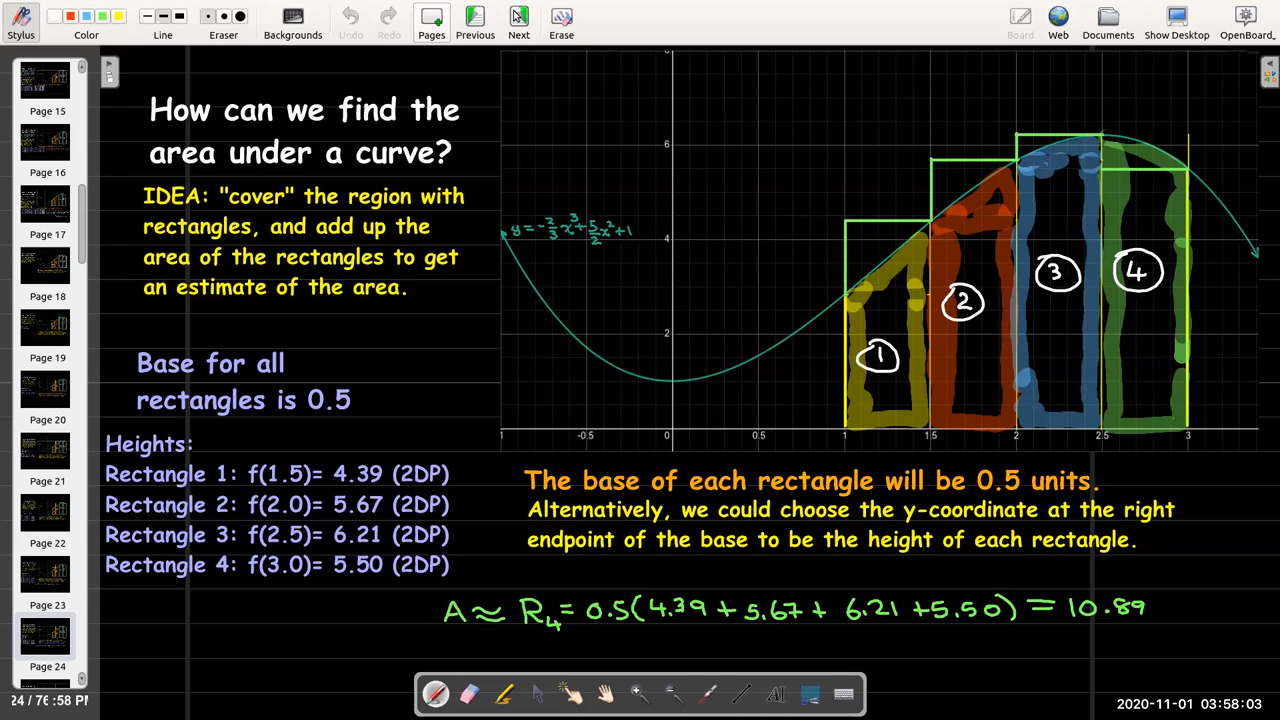 Stylus
Color
Line
Eraser
Backgrounds
Undo
Redo
Pages
Previous
Next
Erase
Board
Web
Documents
Show Desktop
OpenBoard
Page 15
Page 16
Page 17
Page 18
Page 19
Page 20
Page 21
Page 22
Page 23
Page 24
How can we find the
area under a curve?
IDEA: "cover" the region with
rectangles, and add up the
area of the rectangles to get
an estimate of the area.
Base for all
rectangles is 0.5
Heights:
Rectangle 1: f(1.5)= 4.39 (2DP)
Rectangle 2: f(2.0)= 5.67 (2DP)
Rectangle 3: f(2.5)= 6.21 (2DP)
Rectangle 4: f(3.0)= 5.50 (2DP)
y = -2/3 x³ + 5/2 x² + 1
6
4
2
1 2 3 4
1 -0.5 0 0.5 1 1.5 2 2.5 3
The base of each rectangle will be 0.5 units.
Alternatively, we could choose the y-coordinate at the right
endpoint of the base to be the height of each rectangle.
A ≈ R₄ = 0.5(4.39 + 5.67 + 6.21 + 5.50) = 10.89
2020-11-01 03:58:03